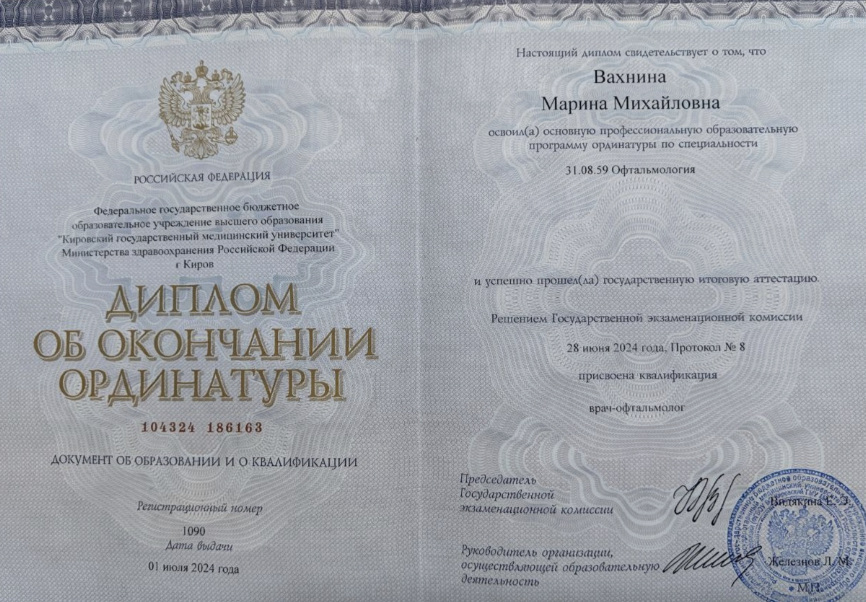 РОССИЙСКАЯ ФЕДЕРАЦИЯ
Федеральное государственное бюджетное
образовательное учреждение высшего образования
"Кировский государственный медицинский университет"
Министерства здравоохранения Российской Федерации
г Киров
ДИПЛОМ
ОБ ОКОНЧАНИИ
ОРДИНАТУРЫ
104324 186163
ДОКУМЕНТ ОБ ОБРАЗОВАНИИ И О КВАЛИФИКАЦИИ
Регистрационный номер
1090
Дата выдачи
01 июля 2024 года
Настоящий диплом свидетельствует о том, что
Вахнина
Марина Михайловна
освоил(а) основную профессиональную образовательную
программу ординатуры по специальности
31.08.59 Офтальмология
и успешно прошел(ла) государственную итоговую аттестацию
Решением Государственной экзаменационной комиссии
28 июня 2024 года, Протокол № 8
присвоена квалификация
врач-офтальмолог
Председатель
Государственной
экзаменационной комиссии
Видякина Е. Э.
Руководитель организации,
осуществляющей образовательную
деятельность
Железнов Л. М.
М.П.